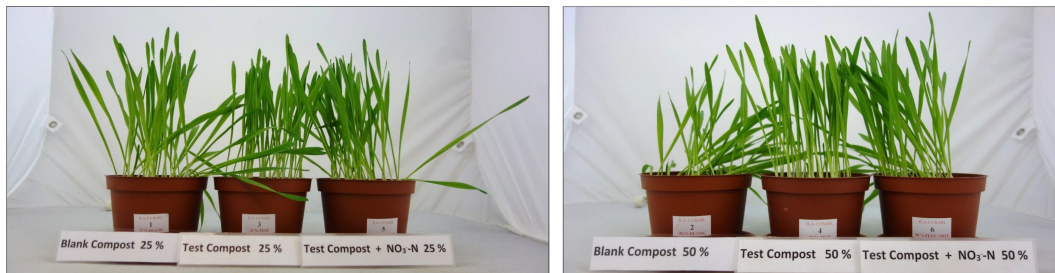 1
3
5
Blank Compost 25 %
Test Compost 25 %
Test Compost + NO₃-N 25 %
2
4
6
Blank Compost 50 %
Test Compost 50 %
Test Compost + NO₃-N 50 %